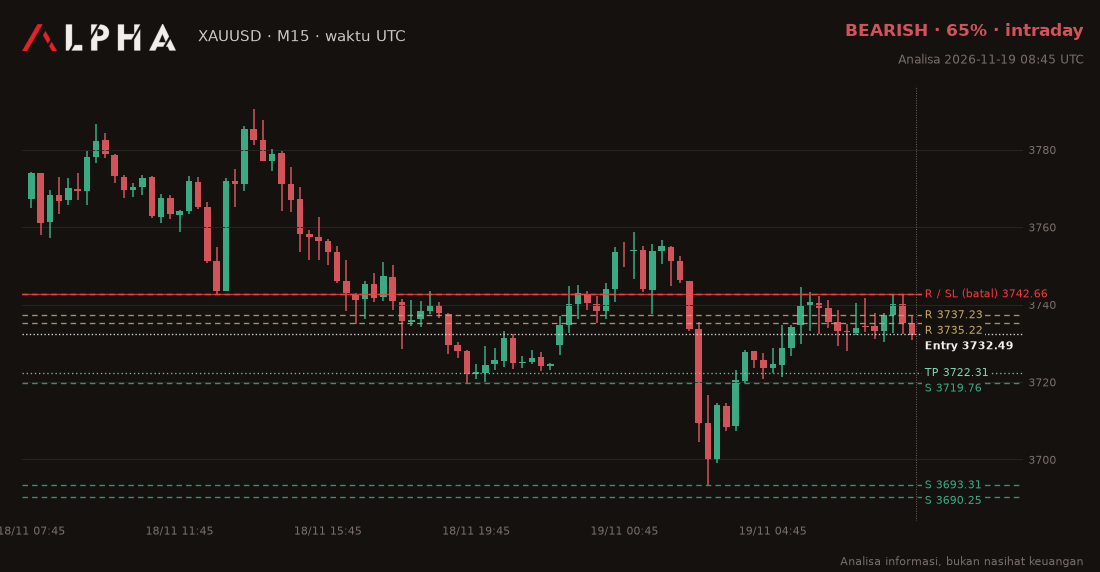 ALPHA
XAUUSD · M15 · waktu UTC
BEARISH · 65% · intraday
Analisa 2026-11-19 08:45 UTC
3780
3760
R / SL (batal) 3742.66
3740
R 3737.23
R 3735.22
Entry 3732.49
TP 3722.31
3720
S 3719.76
3700
S 3693.31
S 3690.25
18/11 07:45
18/11 11:45
18/11 15:45
18/11 19:45
19/11 00:45
19/11 04:45
Analisa informasi, bukan nasihat keuangan